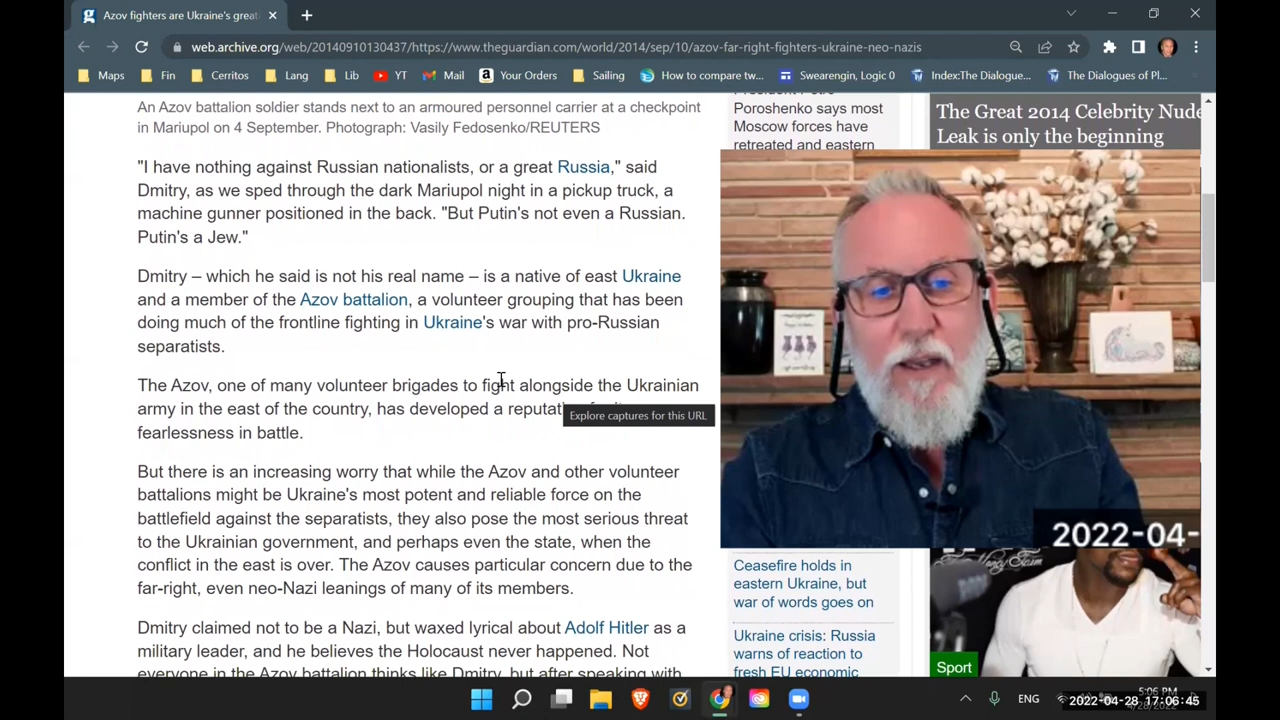 Azov fighters are Ukraine's great
web.archive.org/web/20140910130437/https://www.theguardian.com/world/2014/sep/10/azov-far-right-fighters-ukraine-neo-nazis
Maps Fin Cerritos Lang Lib YT Mail Your Orders Sailing How to compare tw... Swearengin, Logic 0 Index:The Dialogue... The Dialogues of Pl...
An Azov battalion soldier stands next to an armoured personnel carrier at a checkpoint
in Mariupol on 4 September. Photograph: Vasily Fedosenko/REUTERS
"I have nothing against Russian nationalists, or a great Russia," said
Dmitry, as we sped through the dark Mariupol night in a pickup truck, a
machine gunner positioned in the back. "But Putin's not even a Russian.
Putin's a Jew."
Dmitry – which he said is not his real name – is a native of east Ukraine
and a member of the Azov battalion, a volunteer grouping that has been
doing much of the frontline fighting in Ukraine's war with pro-Russian
separatists.
The Azov, one of many volunteer brigades to fight alongside the Ukrainian
army in the east of the country, has developed a
Explore captures for this URL
fearlessness in battle.
But there is an increasing worry that while the Azov and other volunteer
battalions might be Ukraine's most potent and reliable force on the
battlefield against the separatists, they also pose the most serious threat
to the Ukrainian government, and perhaps even the state, when the
conflict in the east is over. The Azov causes particular concern due to the
far-right, even neo-Nazi leanings of many of its members.
Dmitry claimed not to be a Nazi, but waxed lyrical about Adolf Hitler as a
military leader, and he believes the Holocaust never happened. Not
everyone in the Azov battalion thinks like Dmitry, but after speaking with
Poroshenko says most
Moscow forces have
retreated and eastern
The Great 2014 Celebrity Nude
Leak is only the beginning
2022-04-
Ceasefire holds in
eastern Ukraine, but
war of words goes on
Ukraine crisis: Russia
warns of reaction to
fresh EU economic
Sport
ENG
5:06 PM
2022-04-28 17:06:45